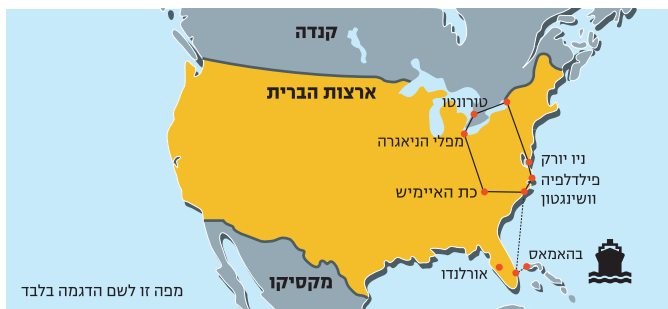 קנדה
ארצות הברית
טורונטו
מפלי הניאגרה
ניו יורק
פילדלפיה
וושינגטון
כת האיימיש
בהאמאס
אורלנדו
מקסיקו
מפה זו לשם הדגמה בלבד